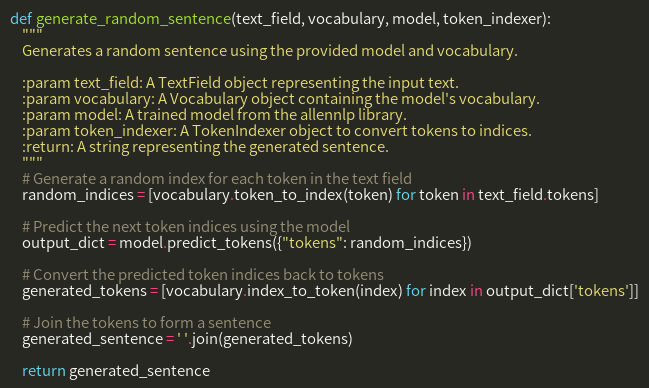 def generate_random_sentence(text_field, vocabulary, model, token_indexer):
"""
Generates a random sentence using the provided model and vocabulary.
:param text_field: A TextField object representing the input text.
:param vocabulary: A Vocabulary object containing the model's vocabulary.
:param model: A trained model from the allennlp library.
:param token_indexer: A TokenIndexer object to convert tokens to indices.
:return: A string representing the generated sentence.
"""
# Generate a random index for each token in the text field
random_indices = [vocabulary.token_to_index(token) for token in text_field.tokens]
# Predict the next token indices using the model
output_dict = model.predict_tokens({"tokens": random_indices})
# Convert the predicted token indices back to tokens
generated_tokens = [vocabulary.index_to_token(index) for index in output_dict['tokens']]
# Join the tokens to form a sentence
generated_sentence = ' '.join(generated_tokens)
return generated_sentence